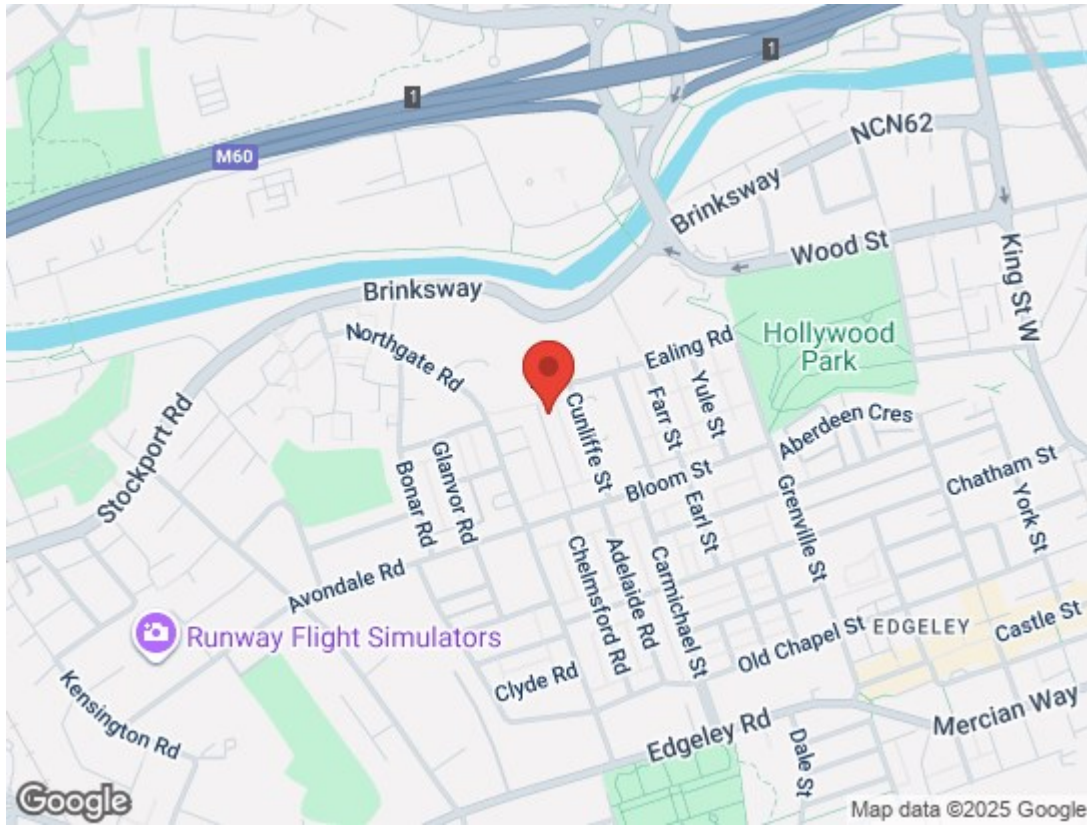 1
1
M60
NCN62
Brinksway
Wood St
King St W
Brinksway
Northgate Rd
Ealing Rd
Hollywood
Park
Stockport Rd
Cunliffe St
Farr St
Yule St
Aberdeen Cres
Glanvor Rd
Bonar Rd
Bloom St
Chatham St
Grenville St
York St
Earl St
Avondale Rd
Chelmsford Rd
Adelaide Rd
Carmichael St
Runway Flight Simulators
Old Chapel St
EDGELEY
Castle St
Clyde Rd
Kensington Rd
Edgeley Rd
Mercian Way
Dale St
Google
Map data ©2025 Google